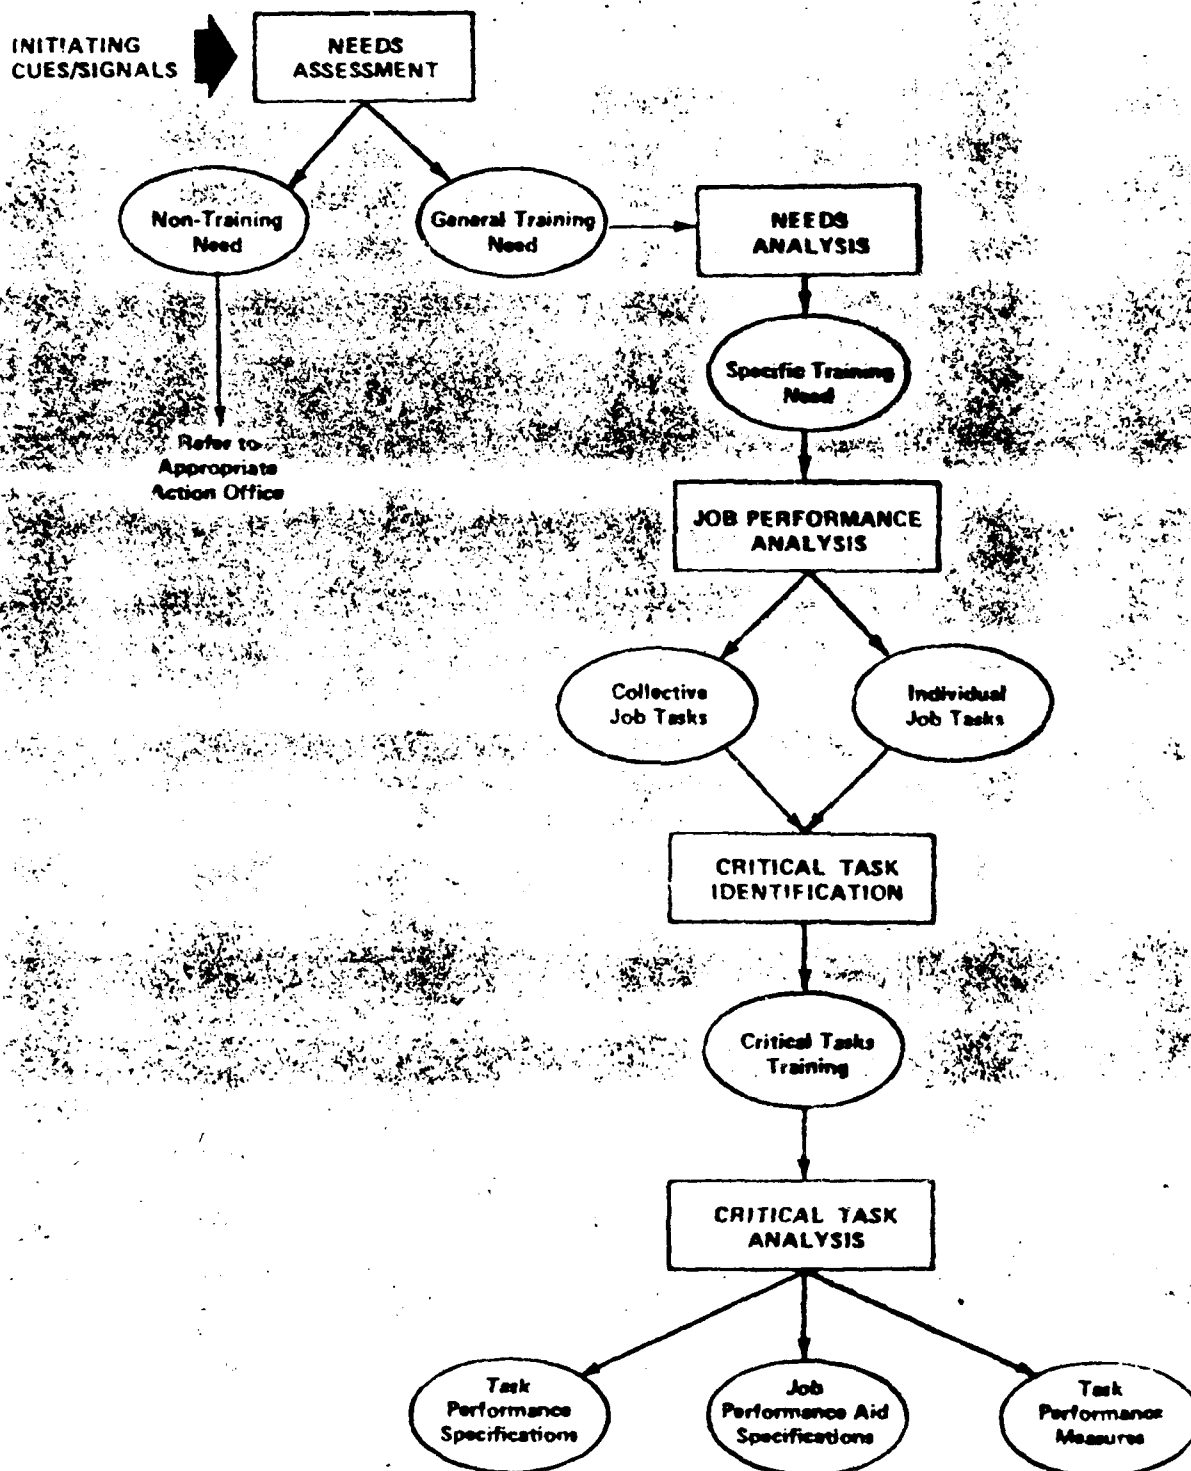 INITIATING
CUES/SIGNALS
NEEDS
ASSESSMENT
Non-Training
Need
General Training
Need
NEEDS
ANALYSIS
Specific Training
Need
Refer to
Appropriate
Action Office
JOB PERFORMANCE
ANALYSIS
Collective
Job Tasks
Individual
Job Tasks
CRITICAL TASK
IDENTIFICATION
Critical Tasks
Training
CRITICAL TASK
ANALYSIS
Task
Performance
Specifications
Job
Performance Aid
Specifications
Task
Performance
Measures